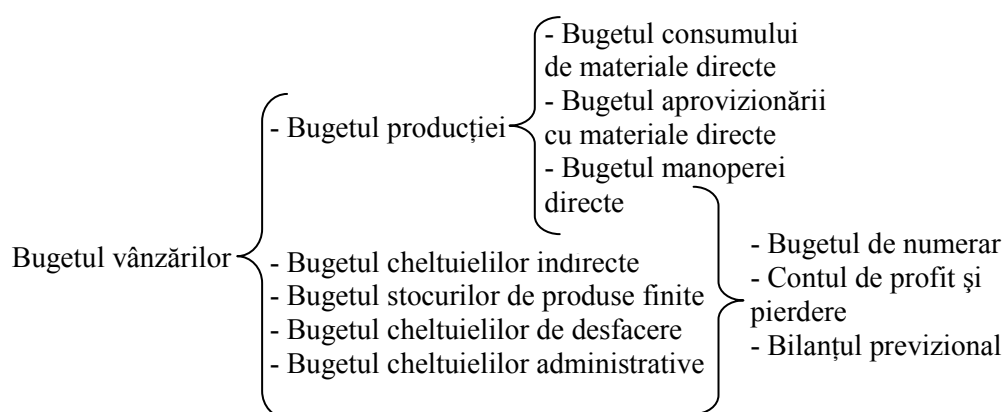 Bugetul vânzărilor
- Bugetul producției
- Bugetul consumului
de materiale directe
- Bugetul aprovizionării
cu materiale directe
- Bugetul manoperei
directe
- Bugetul cheltuielilor indirecte
- Bugetul stocurilor de produse finite
- Bugetul cheltuielilor de desfacere
- Bugetul cheltuielilor administrative
- Bugetul de numerar
- Contul de profit şi
pierdere
- Bilanțul previzional